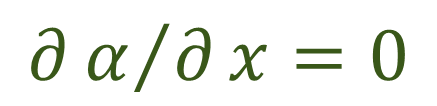 ∂ α/∂ x = 0